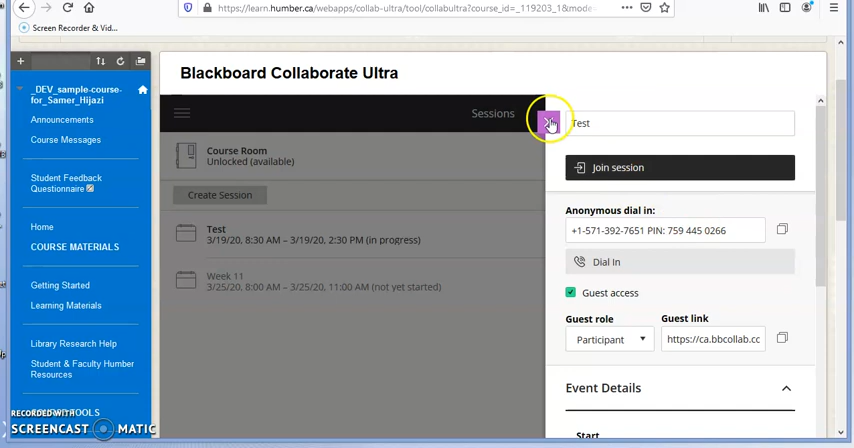 https://learn.humber.ca/webapps/collab-ultra/tool/collabultra?course_id=_119203_1&mode=
Screen Recorder & Vid...
_DEV_sample-course-
for_Samer_Hijazi
Announcements
Course Messages
Student Feedback
Questionnaire
Home
COURSE MATERIALS
Getting Started
Learning Materials
Library Research Help
Student & Faculty Humber
Resources
TOOLS
RECORDED WITH
SCREENCAST MATIC
Blackboard Collaborate Ultra
Sessions
Course Room
Unlocked (available)
Create Session
Test
3/19/20, 8:30 AM – 3/19/20, 2:30 PM (in progress)
Week 11
3/25/20, 8:00 AM – 3/25/20, 11:00 AM (not yet started)
Test
Join session
Anonymous dial in:
+1-571-392-7651 PIN: 759 445 0266
Dial In
Guest access
Guest role
Guest link
Participant
https://ca.bbcollab.cc
Event Details
Start